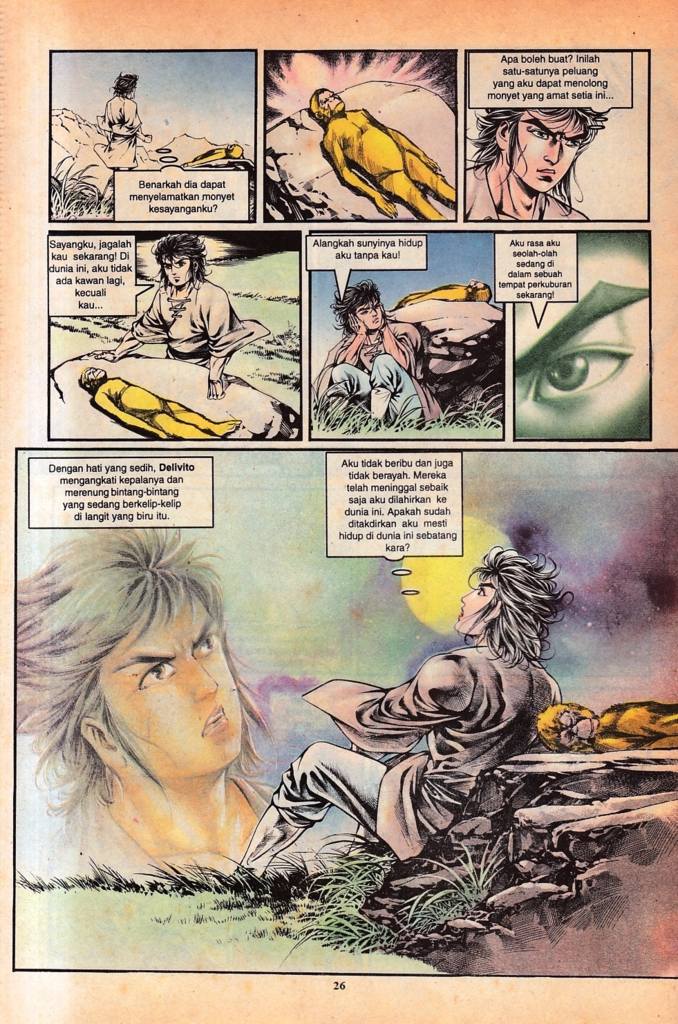 Benarkah dia dapat
menyelamatkan monyet
kesayanganku?
Apa boleh buat? Inilah
satu-satunya peluang
yang aku dapat menolong
monyet yang amat setia ini...
Sayangku, jagalah
kau sekarang! Di
dunia ini, aku tidak
ada kawan lagi,
kecuali
kau...
Alangkah sunyinya hidup
aku tanpa kau!
Aku rasa aku
seolah-olah
sedang di
dalam sebuah
tempat perkuburan
sekarang!
Dengan hati yang sedih, Delivito
mengangkati kepalanya dan
merenung bintang-bintang
yang sedang berkelip-kelip
di langit yang biru itu.
Aku tidak beribu dan juga
tidak berayah. Mereka
telah meninggal sebaik
saja aku dilahirkan ke
dunia ini. Apakah sudah
ditakdirkan aku mesti
hidup di dunia ini sebatang
kara?
26